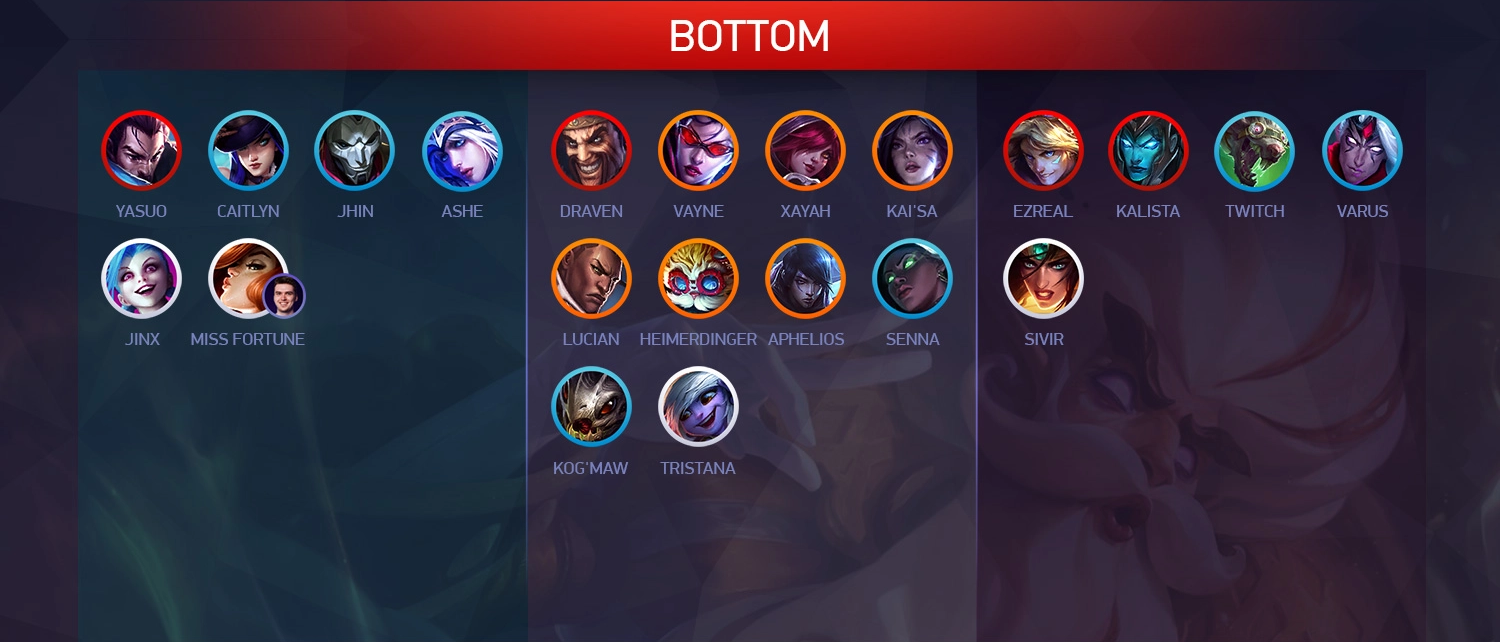 BOTTOM
YASUO CAITLYN JHIN ASHE
JINX MISS FORTUNE
DRAVEN VAYNE XAYAH KAI'SA
LUCIAN HEIMERDINGER APHELIOS SENNA
KOG'MAW TRISTANA
EZREAL KALISTA TWITCH VARUS
SIVIR